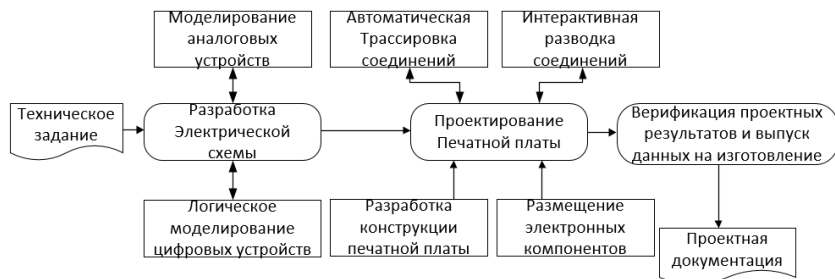 Моделирование
аналоговых
устройств
Автоматическая
Трассировка
соединений
Интерактивная
разводка
соединений
Техническое
задание
Разработка
Электрической
схемы
Проектирование
Печатной платы
Верификация проектных
результатов и выпуск
данных на изготовление
Логическое
моделирование
цифровых устройств
Разработка
конструкции
печатной платы
Размещение
электронных
компонентов
Проектная
документация